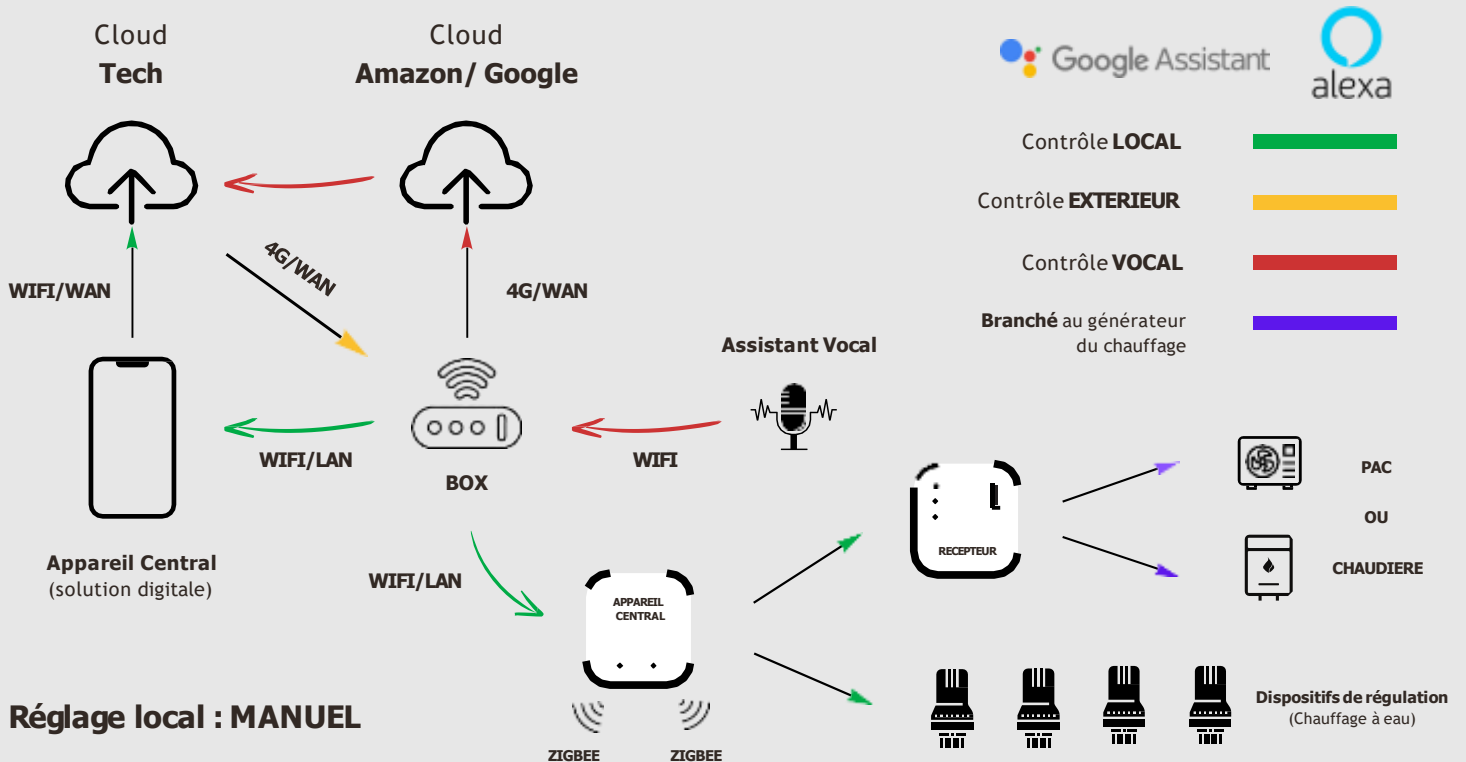 Cloud
Tech
Cloud
Amazon/ Google
Google Assistant
alexa
Contrôle LOCAL
Contrôle EXTERIEUR
Contrôle VOCAL
Branché au générateur
du chauffage
WIFI/WAN
4G/WAN
4G/WAN
Assistant Vocal
WIFI/LAN
BOX
WIFI
Appareil Central
(solution digitale)
WIFI/LAN
APPAREIL
CENTRAL
RECEPTEUR
PAC
OU
CHAUDIERE
Réglage local : MANUEL
ZIGBEE
ZIGBEE
Dispositifs de régulation
(Chauffage à eau)